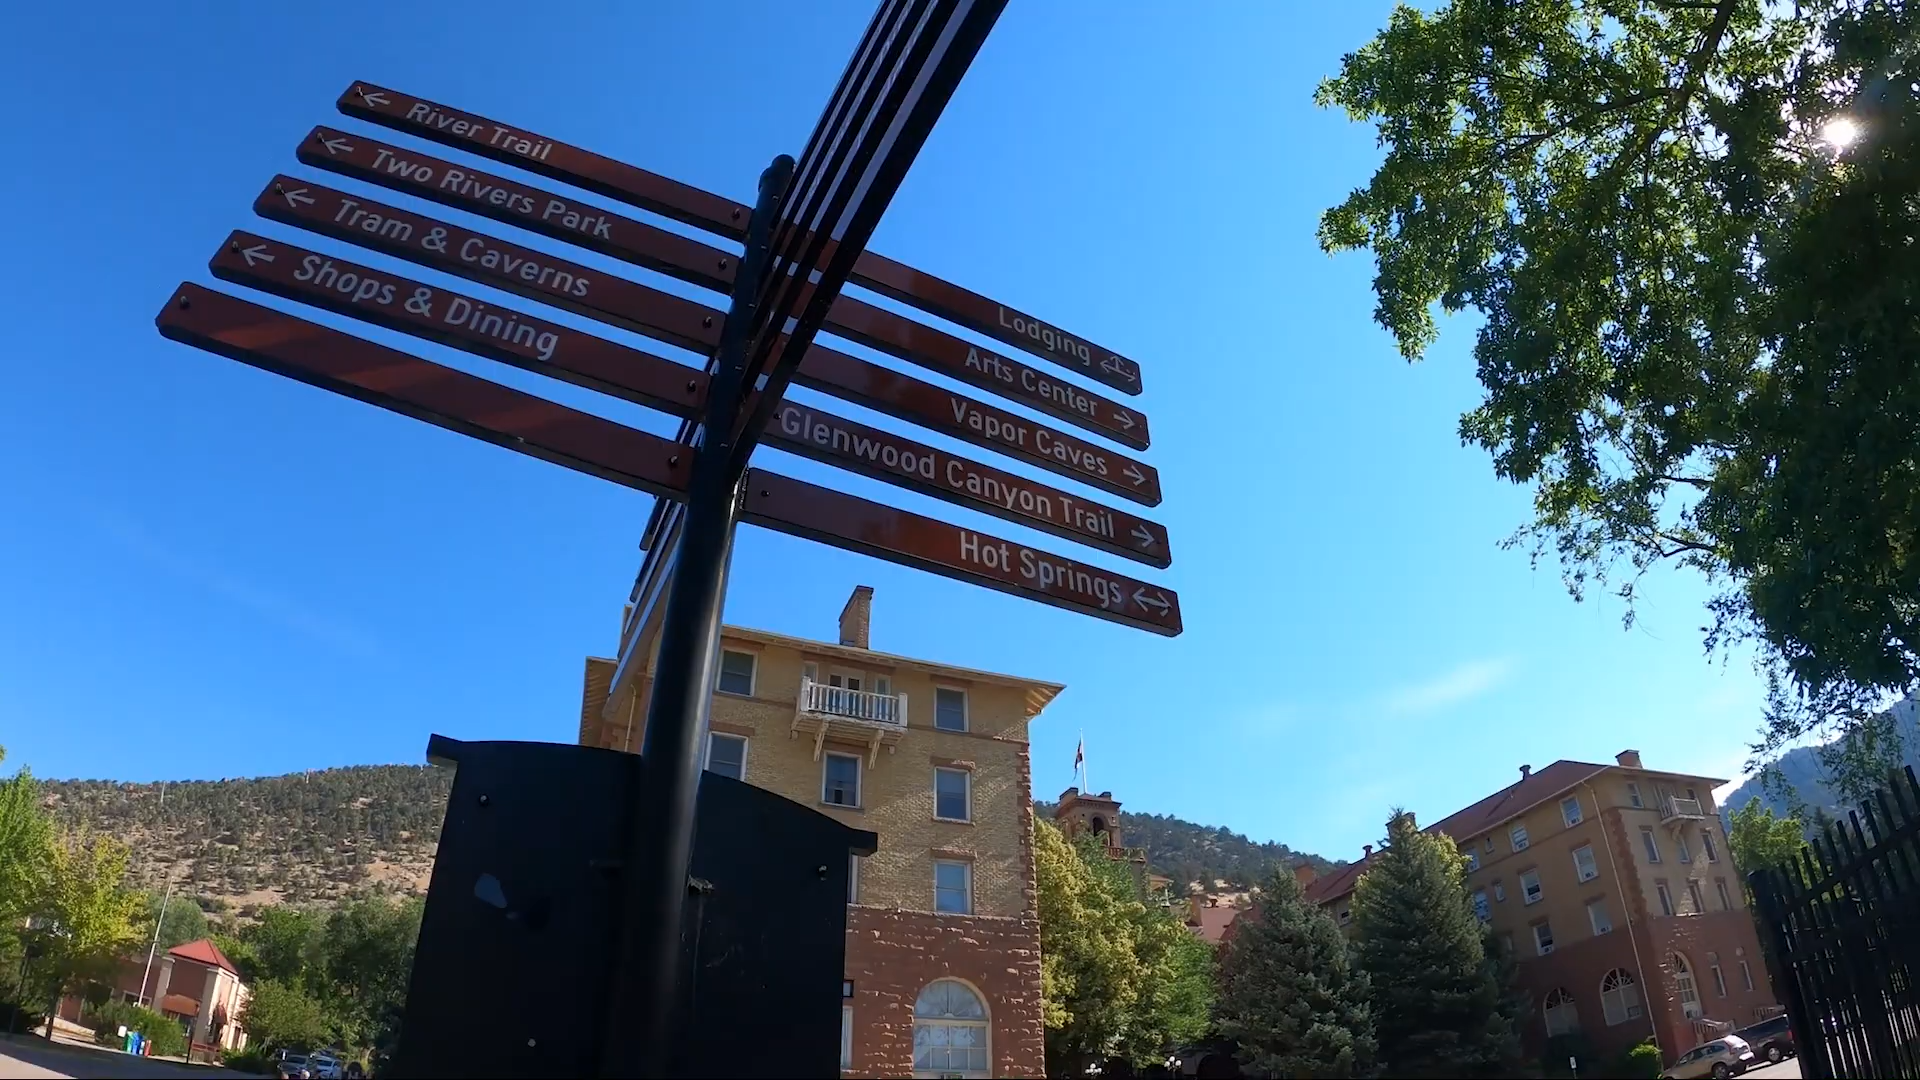 ← River Trail
← Two Rivers Park
← Tram & Caverns
← Shops & Dining
Lodging
Arts Center →
Vapor Caves →
Glenwood Canyon Trail →
Hot Springs ↔